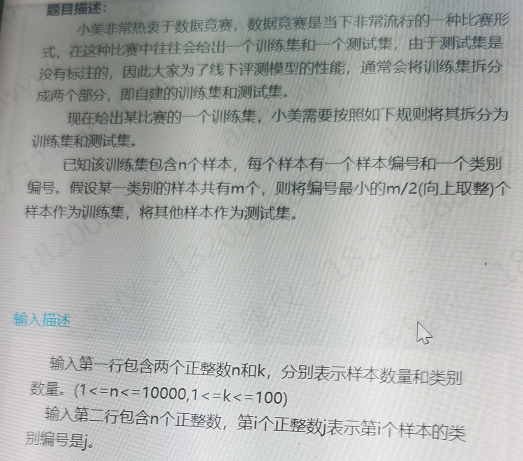 题目描述：
小美非常热衷于数据竞赛，数据竞赛是当下非常流行的一种比赛形
式，在这种比赛中往往会给出一个训练集和一个测试集，由于测试集是
没有标注的，因此大家为了线下评测模型的性能，通常会将训练集拆分
成两个部分，即自建的训练集和测试集。
现在给出某比赛的一个训练集，小美需要按照如下规则将其拆分为
训练集和测试集。
已知该训练集包含n个样本，每个样本有一个样本编号和一个类别
编号。假设某一类别的样本共有m个，则将编号最小的m/2(向上取整)个
样本作为训练集，将其他样本作为测试集。
输入描述
输入第一行包含两个正整数n和k，分别表示样本数量和类别
数量。(1<=n<=10000,1<=k<=100)
输入第二行包含n个正整数，第i个正整数j表示第i个样本的类
别编号是j。